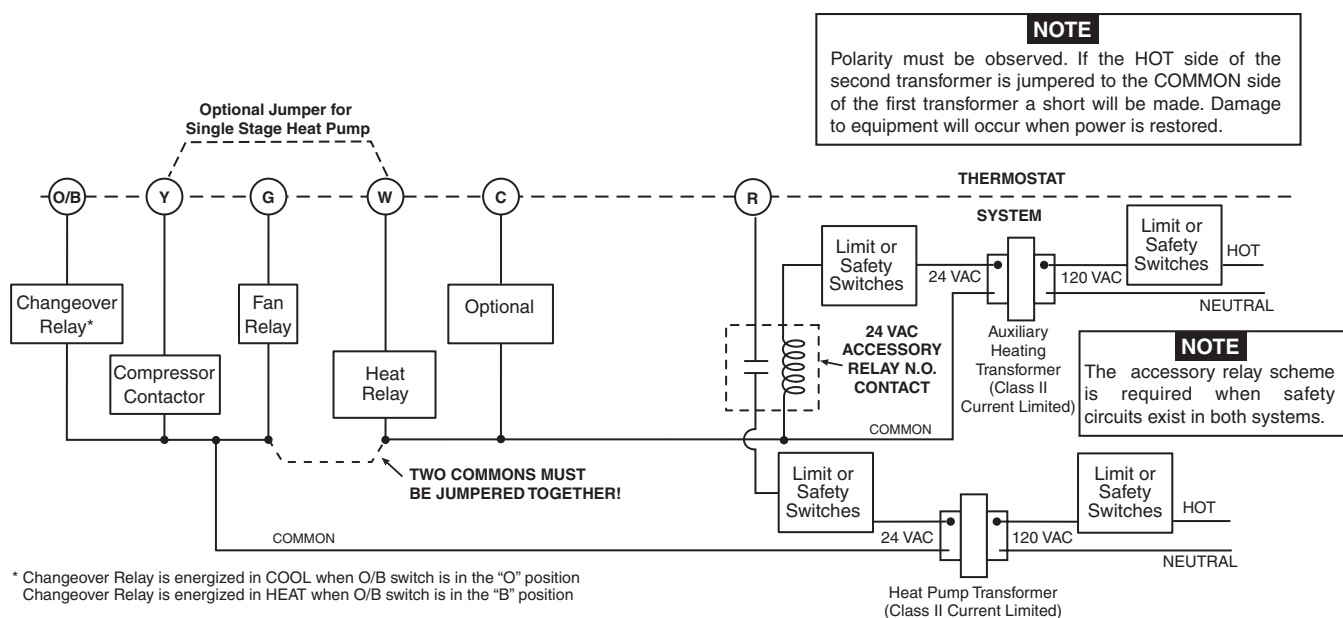 NOTE
Polarity must be observed. If the HOT side of the
second transformer is jumpered to the COMMON side
of the first transformer a short will be made. Damage
to equipment will occur when power is restored.
Optional Jumper for
Single Stage Heat Pump
O/B
Y
G
W
C
R
THERMOSTAT
SYSTEM
Changeover
Relay*
Compressor
Contactor
Fan
Relay
Heat
Relay
Optional
Limit or
Safety
Switches
24 VAC
120 VAC
Limit or
Safety
Switches
HOT
NEUTRAL
Auxiliary
Heating
Transformer
(Class II
Current Limited)
24 VAC
ACCESSORY
RELAY N.O.
CONTACT
NOTE
The accessory relay scheme
is required when safety
circuits exist in both systems.
COMMON
TWO COMMONS MUST
BE JUMPERED TOGETHER!
Limit or
Safety
Switches
24 VAC
120 VAC
Limit or
Safety
Switches
HOT
NEUTRAL
COMMON
Heat Pump Transformer
(Class II Current Limited)
* Changeover Relay is energized in COOL when O/B switch is in the “O” position
Changeover Relay is energized in HEAT when O/B switch is in the “B” position